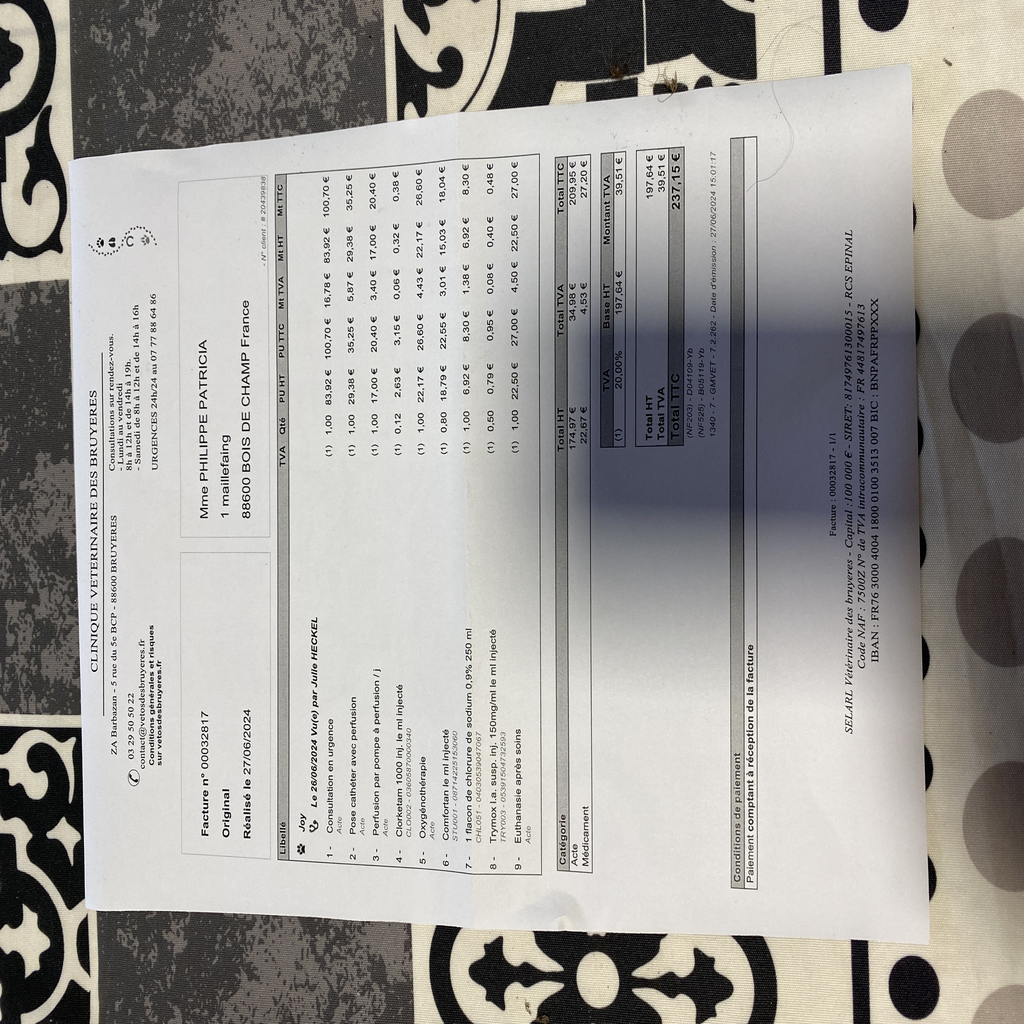 CLINIQUE VETERINAIRE DES BRUYERES
ZA Barbazan - 5 rue du 5e BCP - 88600 BRUYERES
03 29 50 50 22
contact@vetosdesbruyeres.fr
Conditions générales et risques
sur vetosdesbruyeres.fr
Consultations sur rendez-vous.
- Lundi au vendredi
8h à 12h et de 14h à 19h.
- Samedi de 8h à 12h et de 14h à 16h
URGENCES 24h/24 au 07 77 88 64 86
Facture n° 00032817
Original
Réalisé le 27/06/2024
Mme PHILIPPE PATRICIA
1 maillefaing
88600 BOIS DE CHAMP France
- N° client : # 20439838
Libellé TVA Qté PU HT PU TTC Mt TVA Mt HT Mt TTC
Joy
Le 26/06/2024 Vu(e) par Julie HECKEL
1 - Consultation en urgence (1) 1,00 83,92 € 100,70 € 16,78 € 83,92 € 100,70 €
Acte
2 - Pose cathéter avec perfusion (1) 1,00 29,38 € 35,25 € 5,87 € 29,38 € 35,25 €
Acte
3 - Perfusion par pompe à perfusion / j (1) 1,00 17,00 € 20,40 € 3,40 € 17,00 € 20,40 €
Acte
4 - Clorketam 1000 inj. le ml Injecté (1) 0,12 2,63 € 3,15 € 0,06 € 0,32 € 0,38 €
CLO002 - 03605870000340
5 - Oxygénothérapie (1) 1,00 22,17 € 26,60 € 4,43 € 22,17 € 26,60 €
Acte
6 - Comfortan le ml injecté (1) 0,80 18,79 € 22,55 € 3,01 € 15,03 € 18,04 €
STU001 - 08714225153060
7 - 1 flacon de chlorure de sodium 0,9% 250 ml (1) 1,00 6,92 € 8,30 € 1,38 € 6,92 € 8,30 €
CHL051 - 04030539047067
8 - Trymox l.a. susp. inj. 150mg/ml le ml Injecté (1) 0,50 0,79 € 0,95 € 0,08 € 0,40 € 0,48 €
TRY003 - 05391504732593
9 - Euthanasie après soins (1) 1,00 22,50 € 27,00 € 4,50 € 22,50 € 27,00 €
Acte
Catégorie Total HT Total TVA Total TTC
Acte 174,97 € 34,98 € 209,95 €
Médicament 22,67 € 4,53 € 27,20 €
TVA Base HT Montant TVA
(1) 20,00% 197,64 € 39,51 €
Total HT 197,64 €
Total TVA 39,51 €
Total TTC 237,15 €
(NF203) - D04109-Yb
(NF525) - B05119-Yb
1340 - 7 - GMVET - 7.2.262 - Date d'émission : 27/06/2024 15:01:17
Conditions de paiement
Paiement comptant à réception de la facture
Facture : 00032817 - 1/1
SELARL Vétérinaire des bruyeres - Capital :100 000 € - SIRET: 81749761300015 - RCS EPINAL
Code NAF : 7500Z N° de TVA intracommunautaire : FR 44817497613
IBAN : FR76 3000 4004 1800 0100 3513 007 BIC : BNPAFRPPXXX